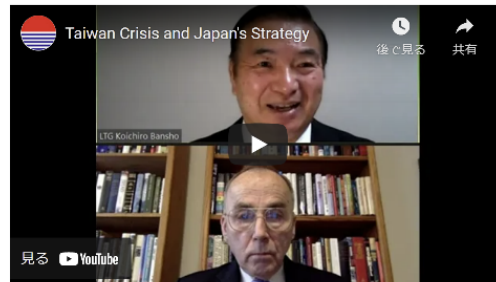 Taiwan Crisis and Japan's Strategy
後で見る
共有
LTG Koichiro Bansho
見る YouTube